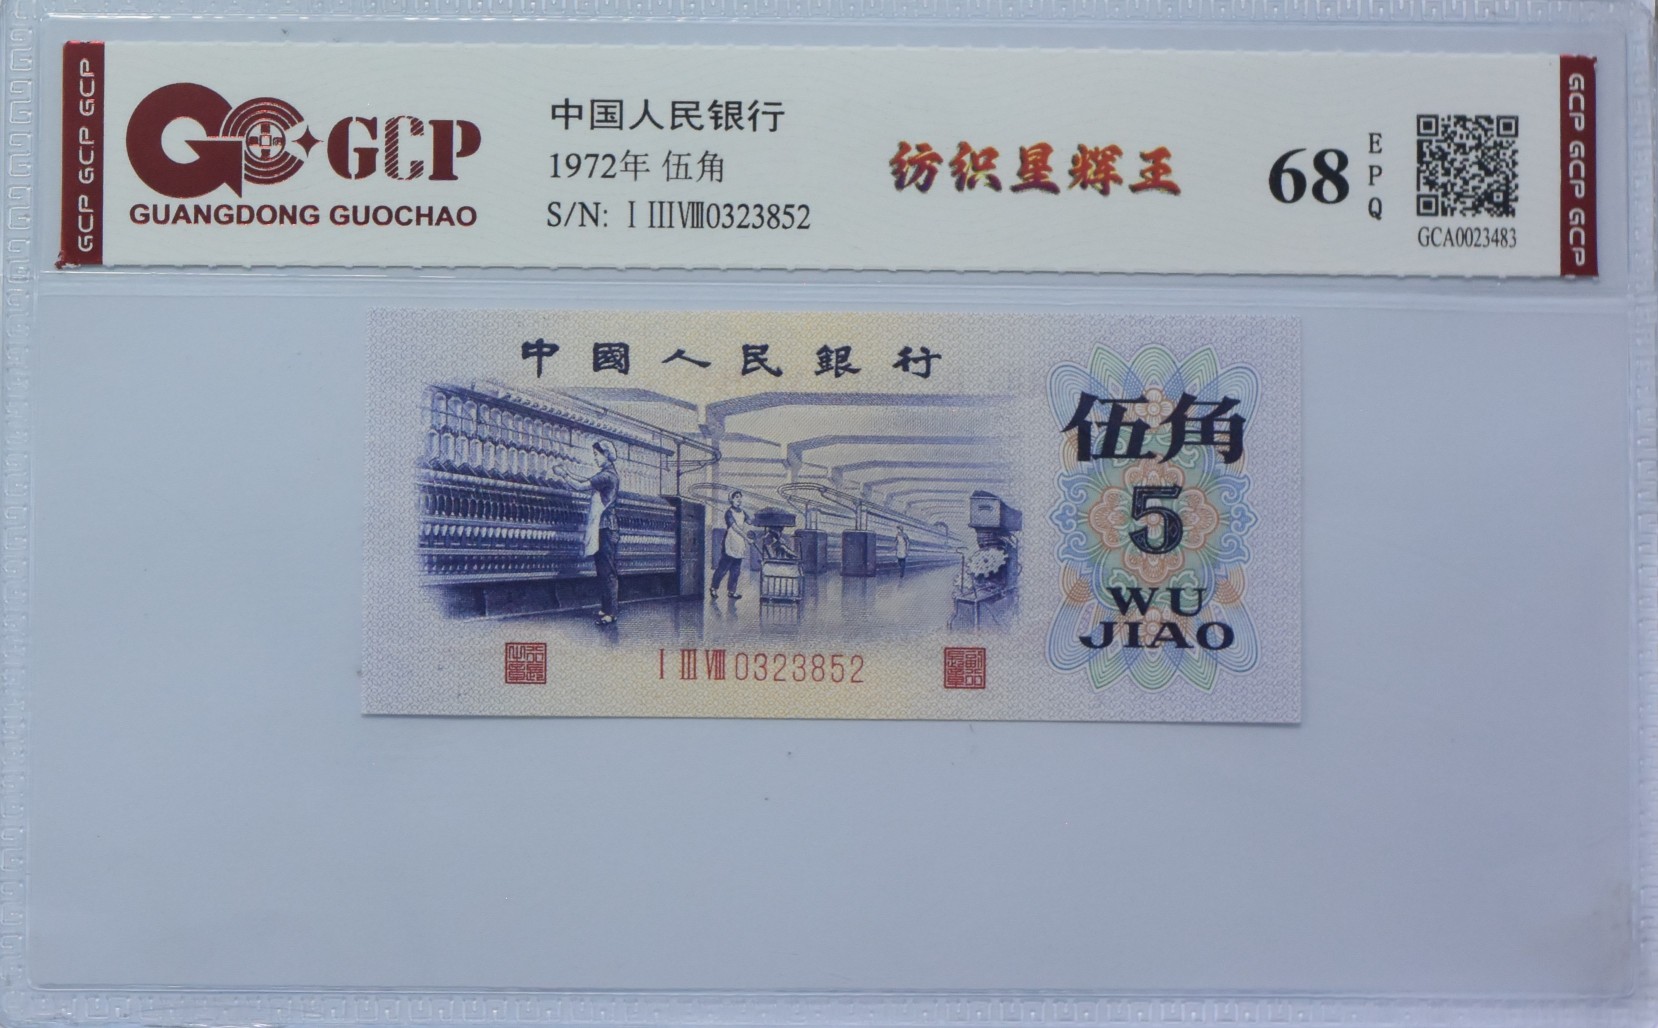 GCP GCP GCP
GCP
GUANGDONG GUOCHAO
中国人民银行
1972年 伍角
S/N: Ⅰ Ⅲ Ⅷ 0323852
纺织星辉王
68
EPQ
GCA0023483
GCP GCP GCP
中國人民銀行
伍角
5
WU
JIAO
Ⅰ Ⅲ Ⅷ 0323852